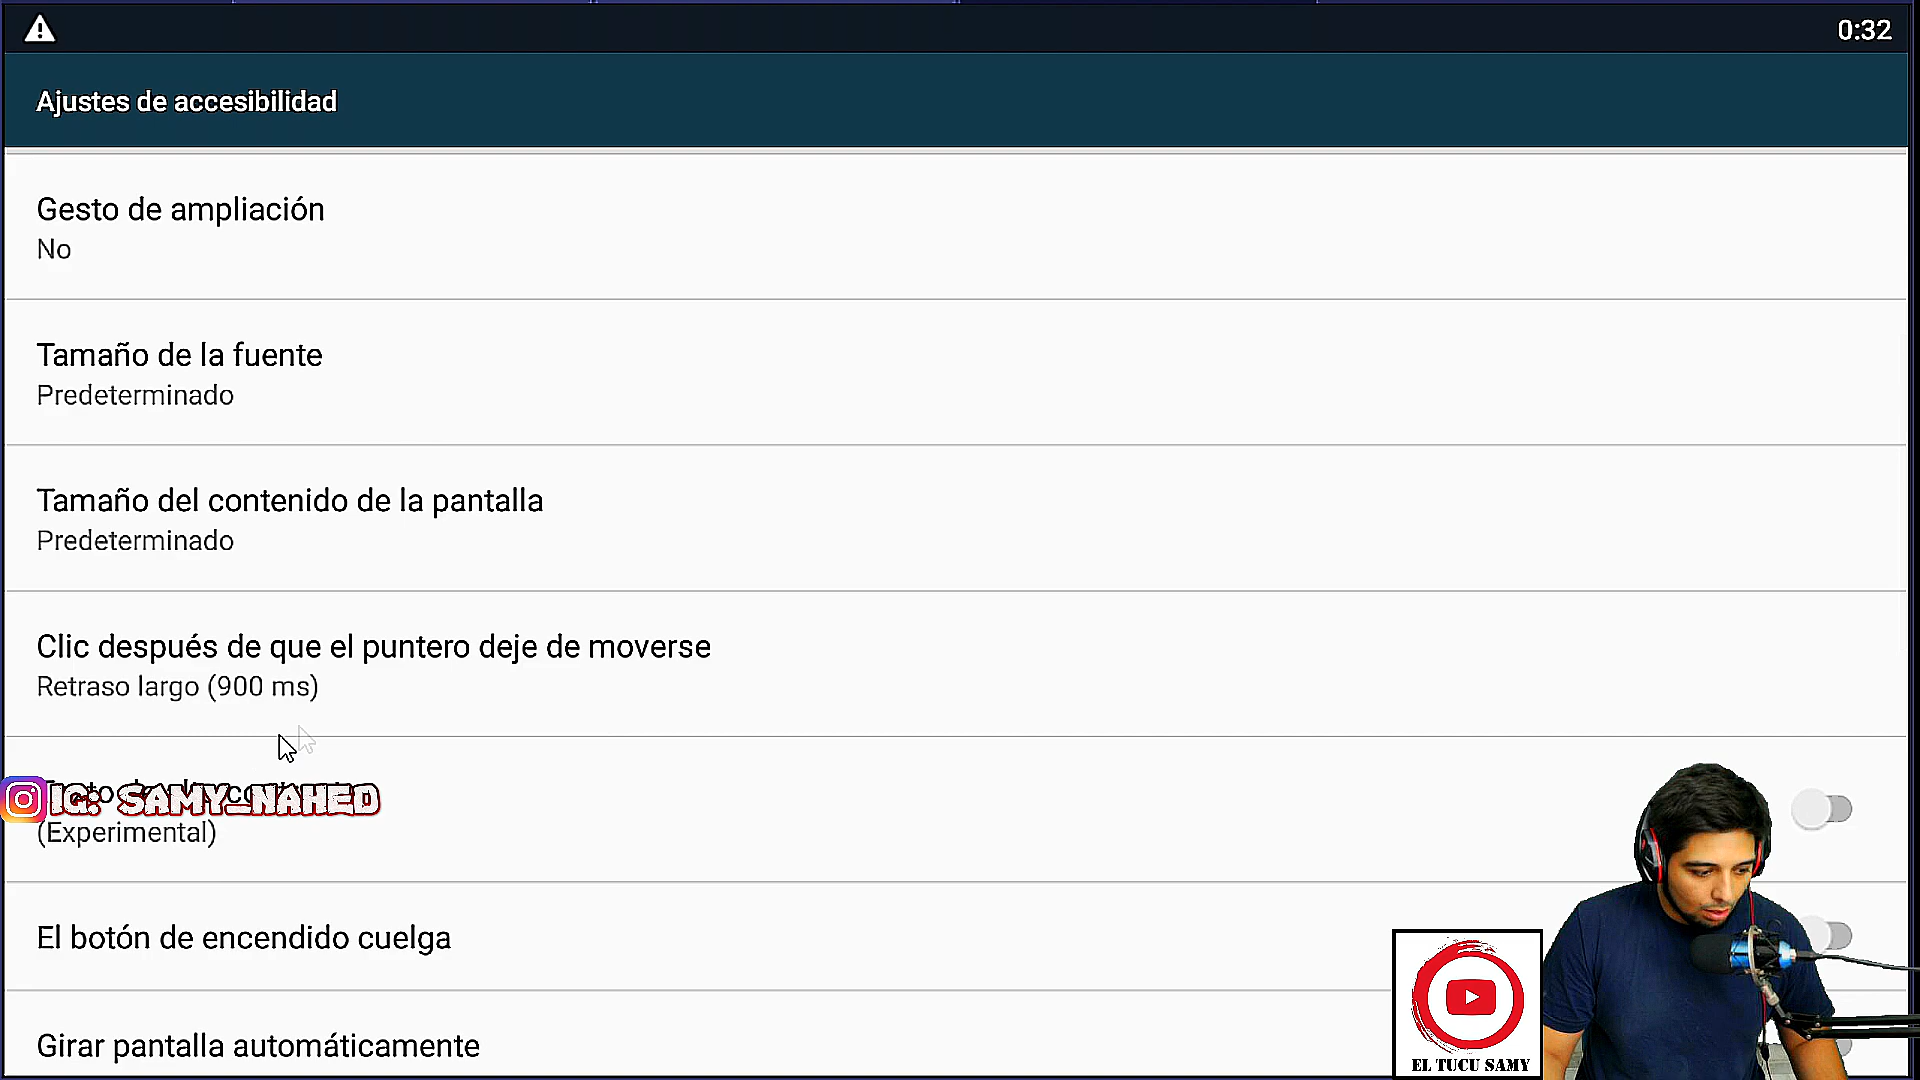 0:32
Ajustes de accesibilidad
Gesto de ampliación
No
Tamaño de la fuente
Predeterminado
Tamaño del contenido de la pantalla
Predeterminado
Clic después de que el puntero deje de moverse
Retraso largo (900 ms)
IG: SAMY_NAHED
(Experimental)
El botón de encendido cuelga
Girar pantalla automáticamente
EL TUCU SAMY